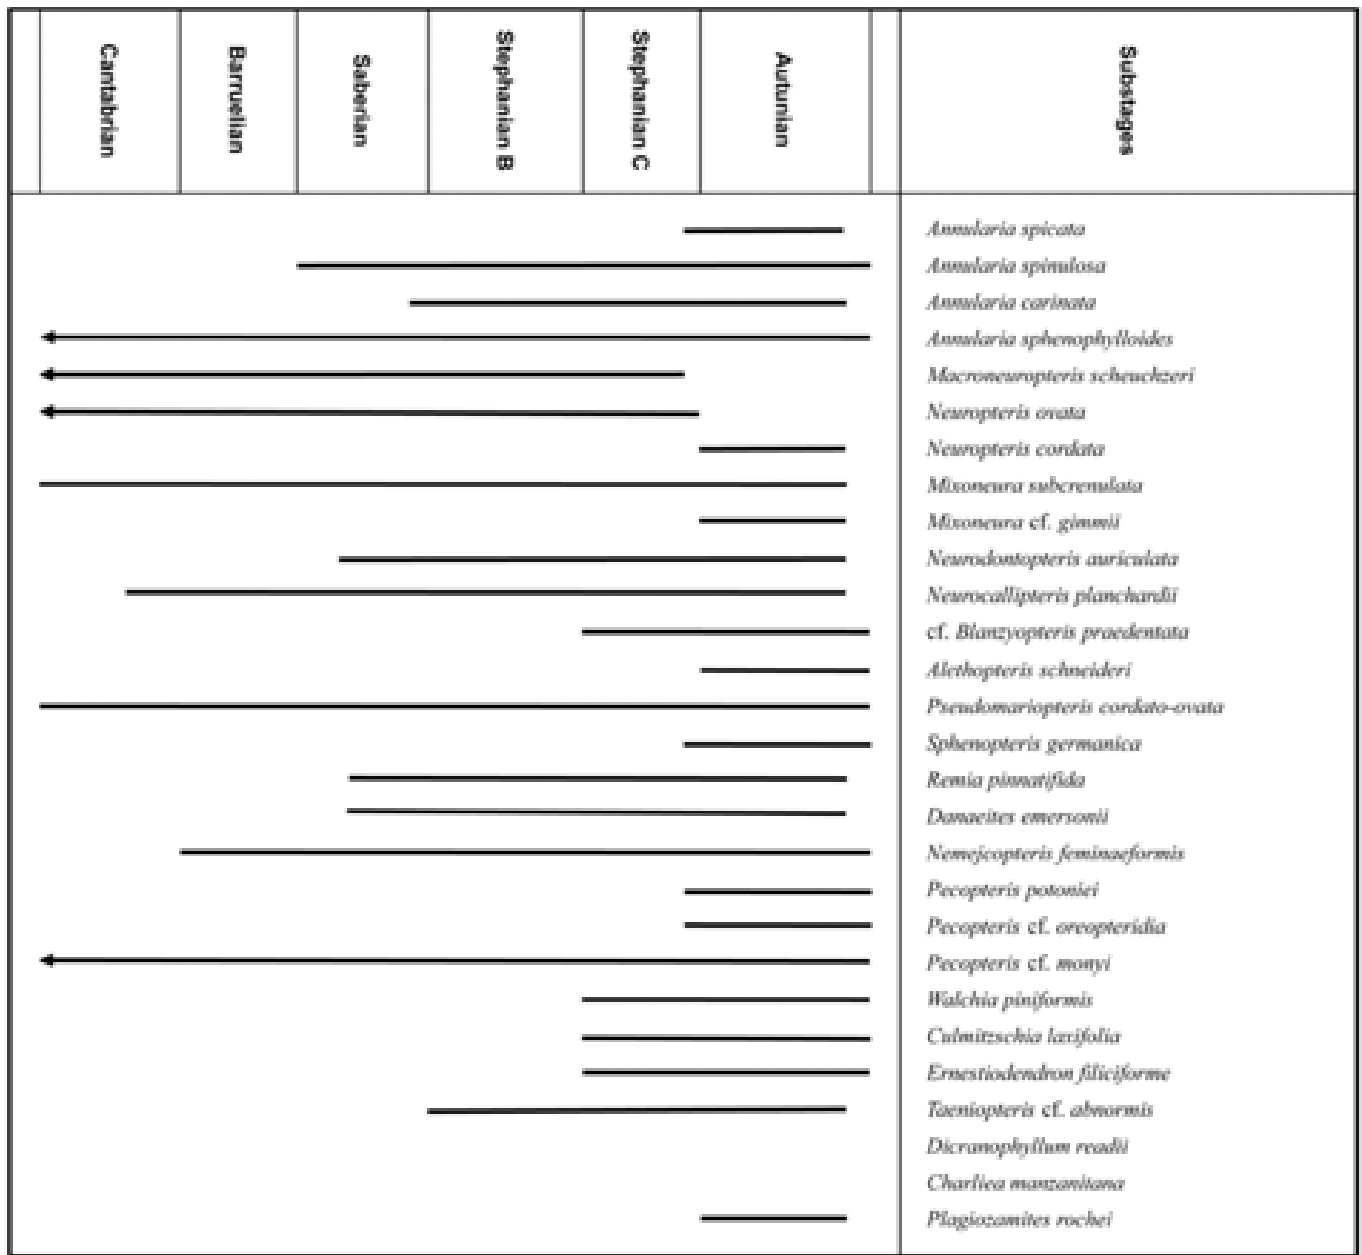 Cantabrian
Barruelian
Saberian
Stephanian B
Stephanian C
Autunian
Substages
Annularia spicata
Annularia spinulosa
Annularia carinata
Annularia sphenophylloides
Macroneuropteris scheuchzeri
Neuropteris ovata
Neuropteris cordata
Mixoneura subcrenulata
Mixoneura cf. gimmii
Neurodontopteris auriculata
Neurocallipteris planchardii
cf. Blanzyopteris praedentata
Alethopteris schneideri
Pseudomariopteris cordato-ovata
Sphenopteris germanica
Remia pinnatifida
Danaeites emersonii
Nemejcopteris feminaeformis
Pecopteris potoniei
Pecopteris cf. oreopteridia
Pecopteris cf. monyi
Walchia piniformis
Culmitzschia laxifolia
Ernestiodendron filiciforme
Taeniopteris cf. abnormis
Dicranophyllum readii
Charliea manzanitana
Plagiozamites rochei